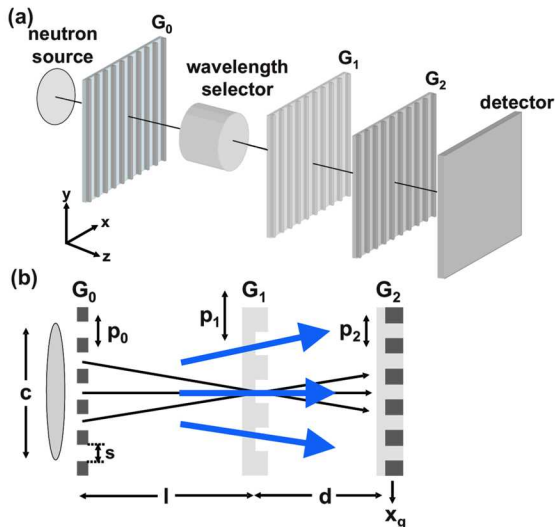 (a)
G0
neutron
source
wavelength
selector
G1
G2
detector
y
x
z
(b)
G0
G1
G2
p0
p1
p2
c
s
l
d
xg